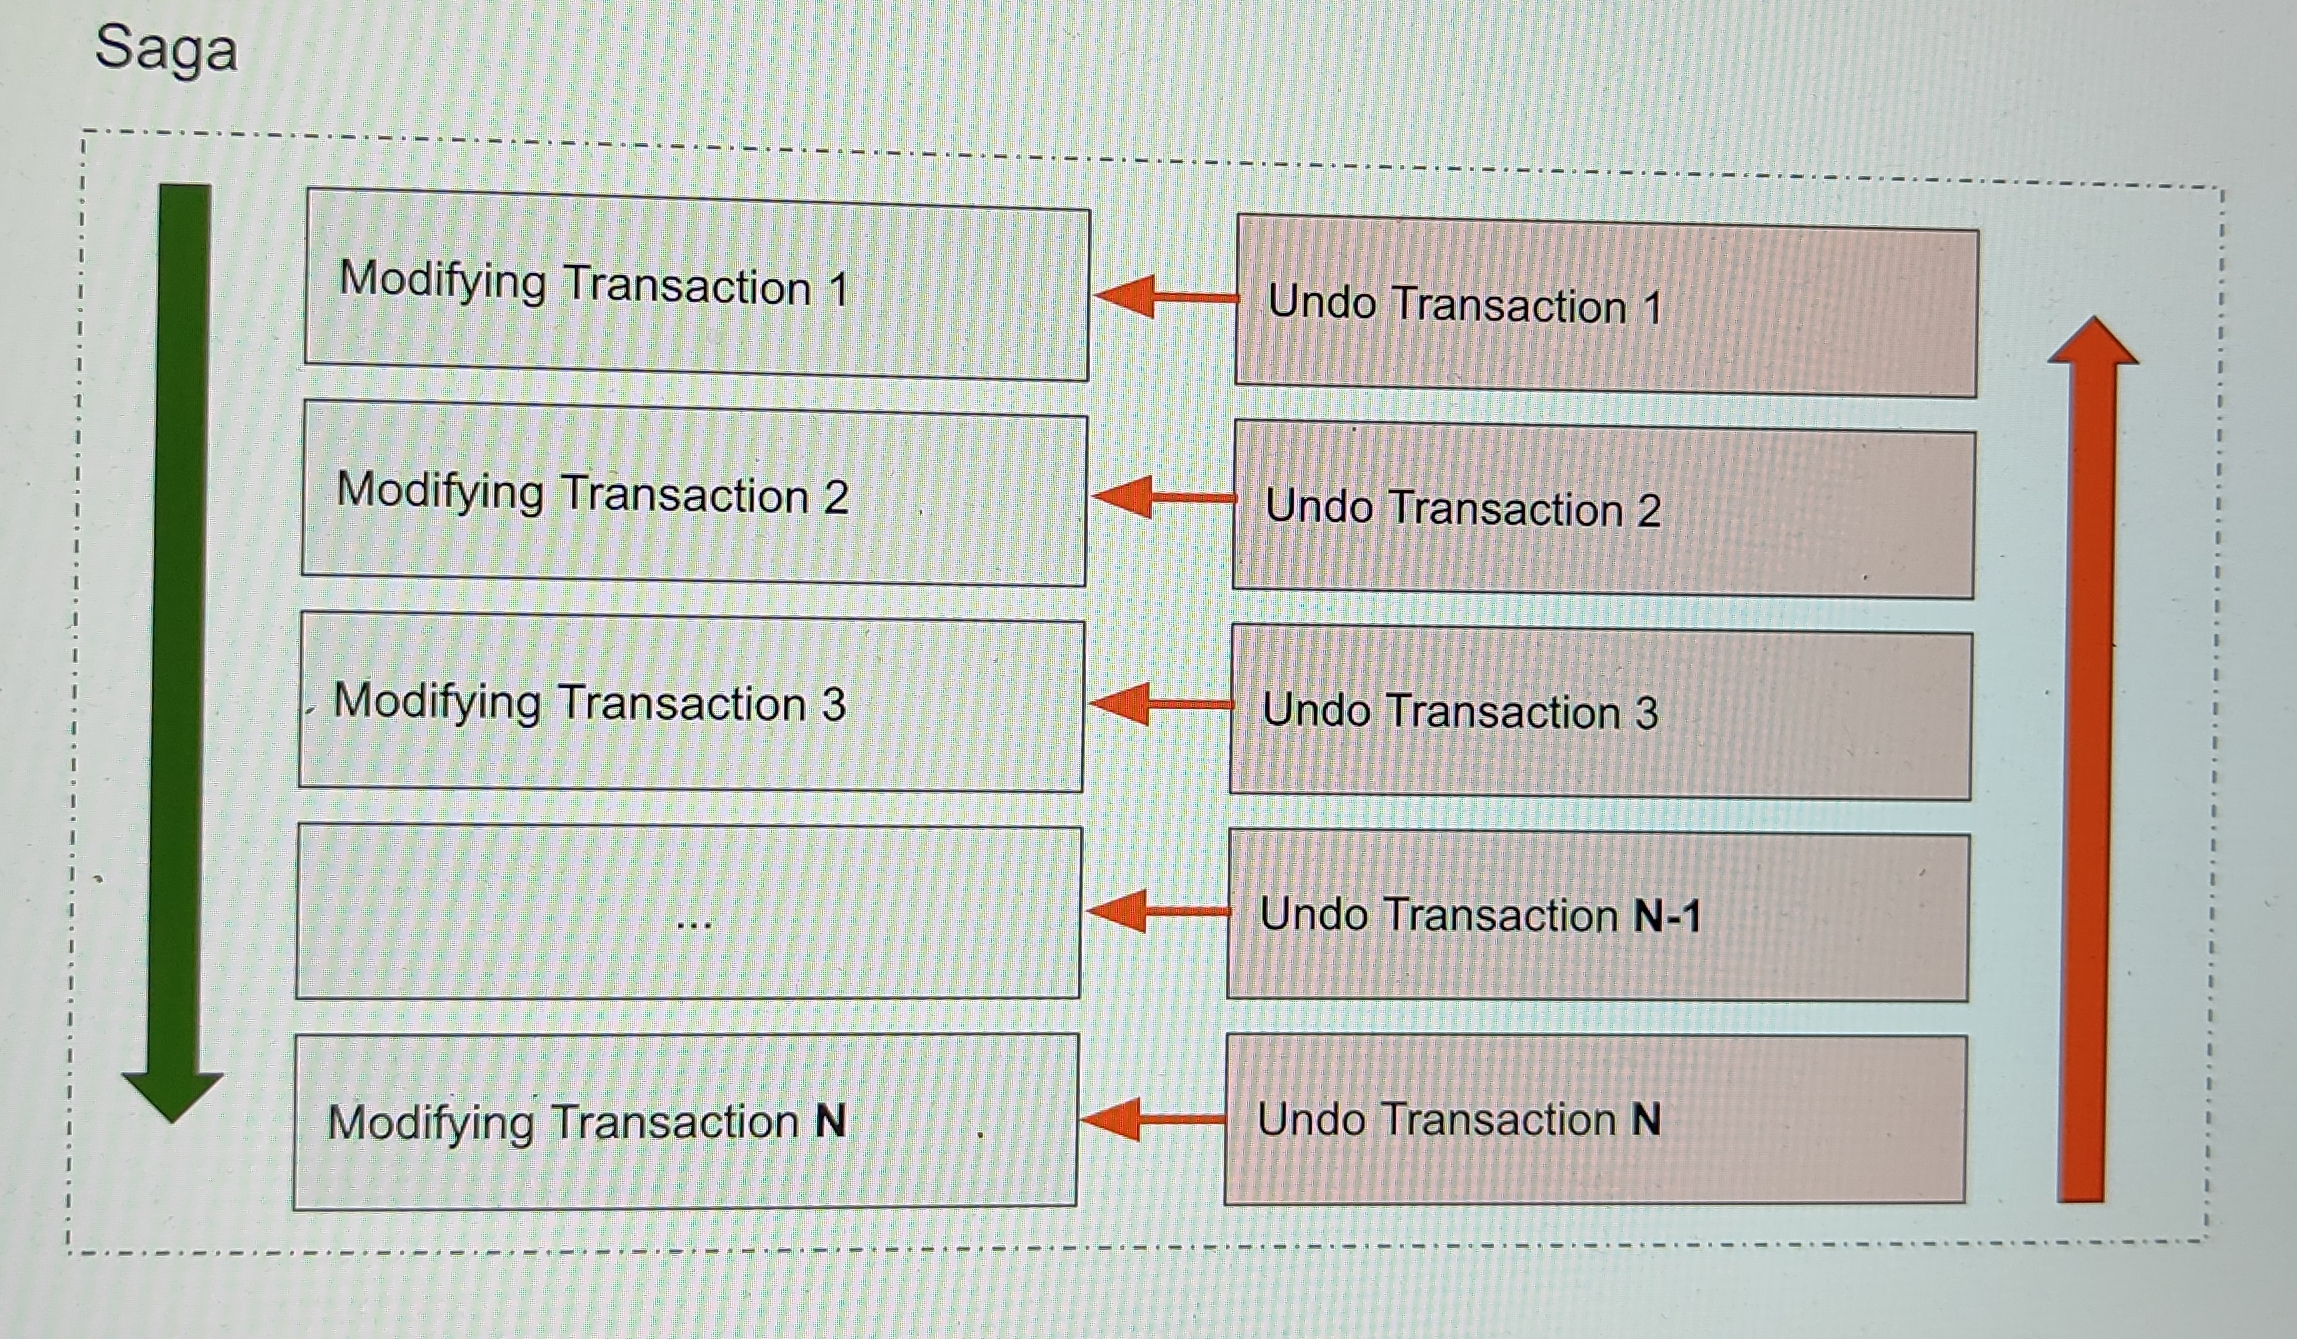 Saga
Modifying Transaction 1
Undo Transaction 1
Modifying Transaction 2
Undo Transaction 2
Modifying Transaction 3
Undo Transaction 3
...
Undo Transaction N-1
Modifying Transaction N
Undo Transaction N